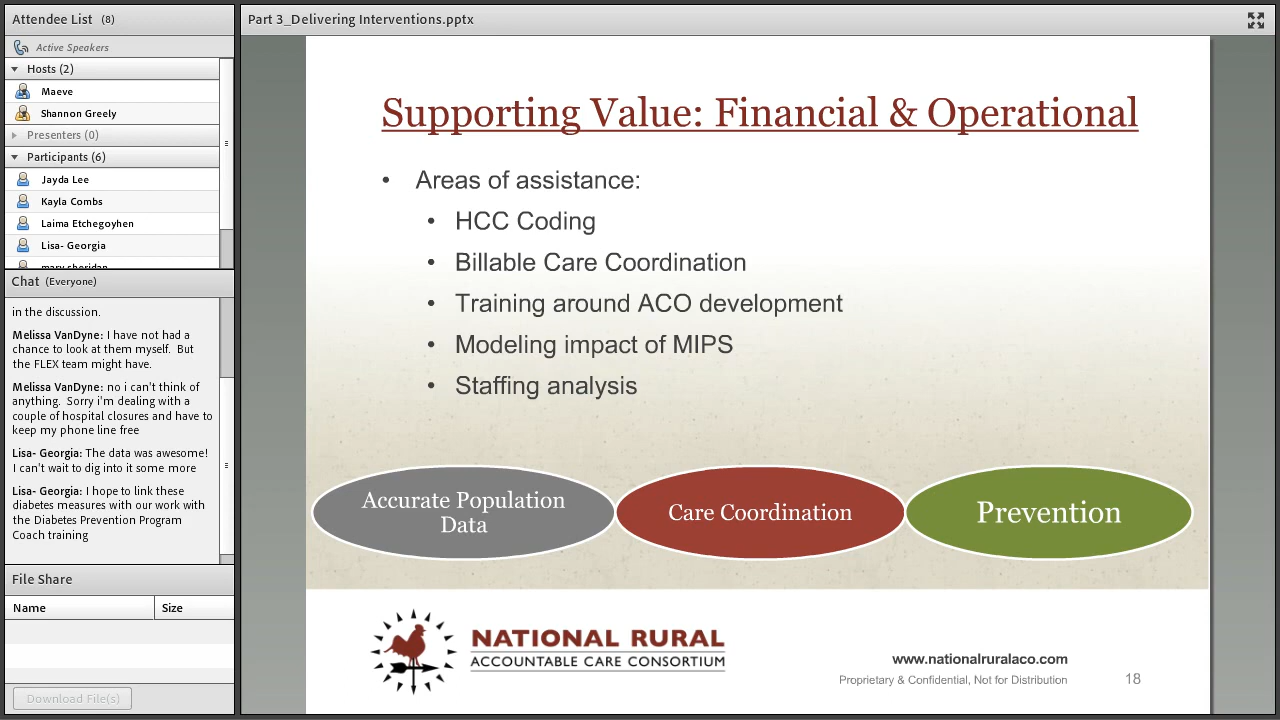 Attendee List (8)
Active Speakers
Hosts (2)
Maeve
Shannon Greely
Presenters (0)
Participants (6)
Jayda Lee
Kayla Combs
Laima Etchegoyhen
Lisa- Georgia
mary sheridan
Chat (Everyone)
in the discussion.
Melissa VanDyne: I have not had a
chance to look at them myself.  But
the FLEX team might have.
Melissa VanDyne: no i can't think of
anything.  Sorry i'm dealing with a
couple of hospital closures and have to
keep my phone line free
Lisa- Georgia: The data was awesome!
I can't wait to dig into it some more
Lisa- Georgia: I hope to link these
diabetes measures with our work with
the Diabetes Prevention Program
Coach training
File Share
Name Size
Download File(s)
Part 3_Delivering Interventions.pptx
Supporting Value: Financial & Operational
• Areas of assistance:
• HCC Coding
• Billable Care Coordination
• Training around ACO development
• Modeling impact of MIPS
• Staffing analysis
Accurate Population
Data
Care Coordination
Prevention
NATIONAL RURAL
ACCOUNTABLE CARE CONSORTIUM
www.nationalruralaco.com
Proprietary & Confidential, Not for Distribution
18